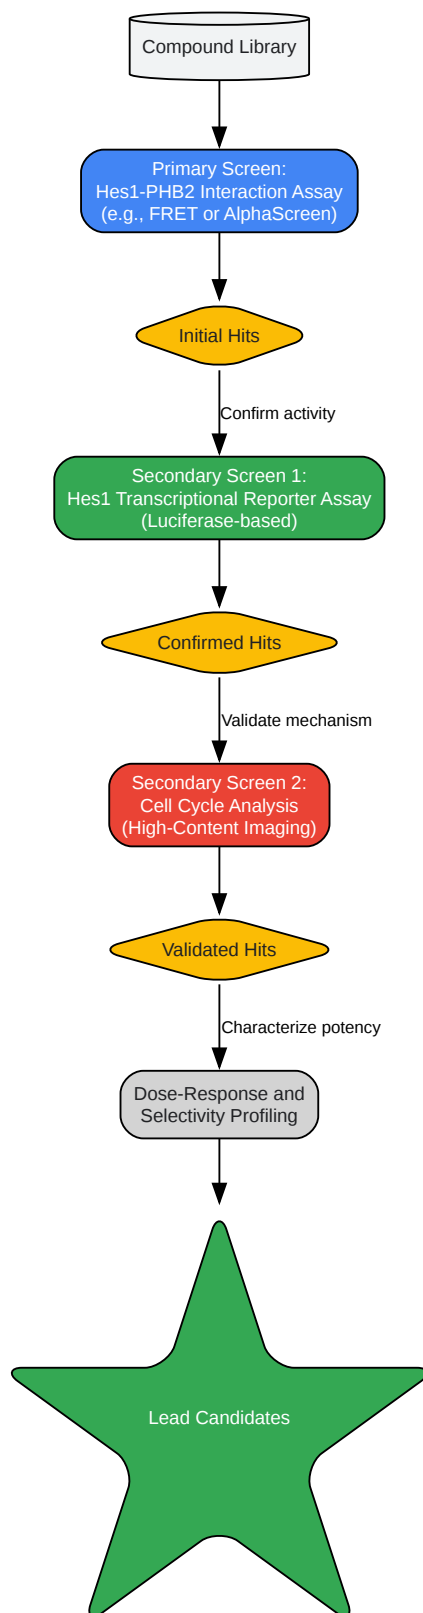 Compound Library
Primary Screen:
Hes1-PHB2 Interaction Assay
(e.g., FRET or AlphaScreen)
Initial Hits
Confirm activity
Secondary Screen 1:
Hes1 Transcriptional Reporter Assay
(Luciferase-based)
Confirmed Hits
Validate mechanism
Secondary Screen 2:
Cell Cycle Analysis
(High-Content Imaging)
Validated Hits
Characterize potency
Dose-Response and
Selectivity Profiling
Lead Candidates